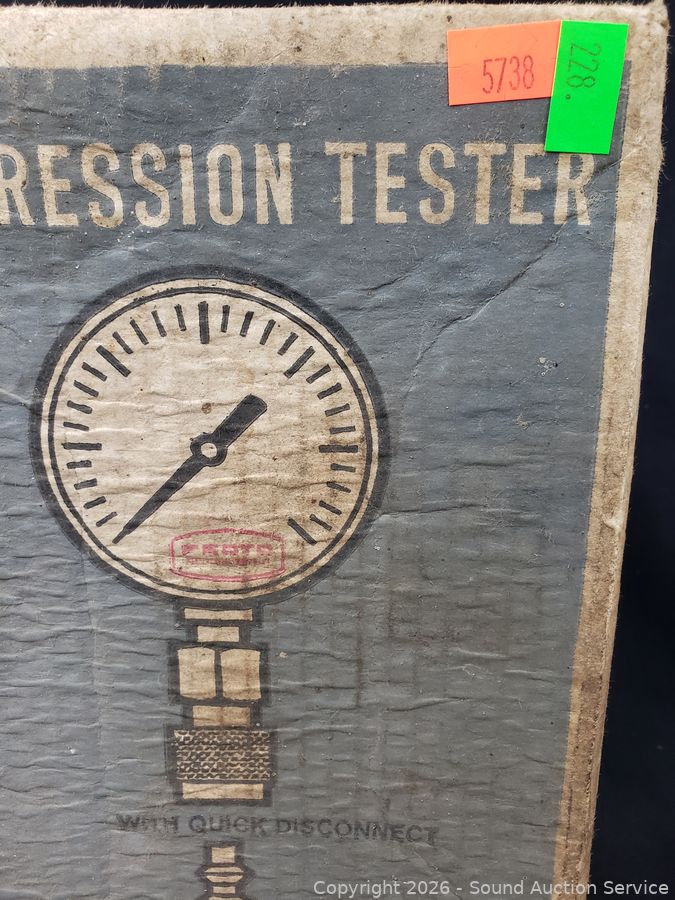 5738
228.
RESSION TESTER
WITH QUICK DISCONNECT
Copyright 2026 - Sound Auction Service